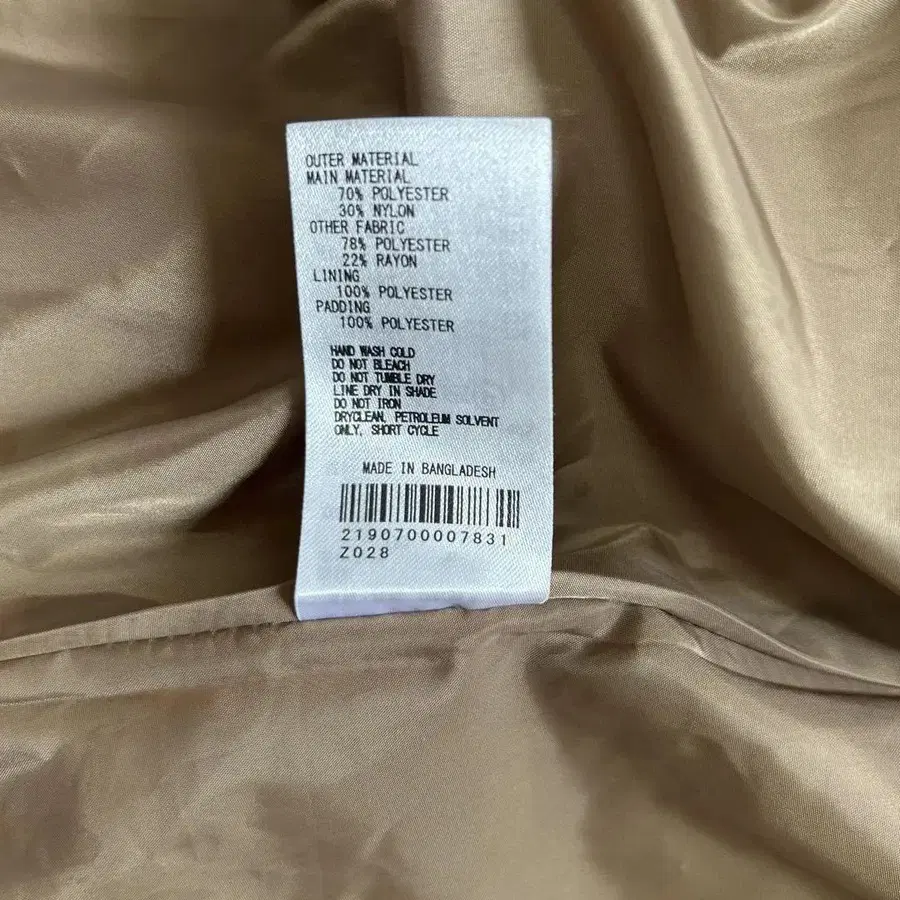 OUTER MATERIAL
MAIN MATERIAL
70% POLYESTER
30% NYLON
OTHER FABRIC
78% POLYESTER
22% RAYON
LINING
100% POLYESTER
PADDING
100% POLYESTER
HAND WASH COLD
DO NOT BLEACH
DO NOT TUMBLE DRY
LINE DRY IN SHADE
DO NOT IRON
DRYCLEAN, PETROLEUM SOLVENT
ONLY, SHORT CYCLE
MADE IN BANGLADESH
2190700007831
Z028